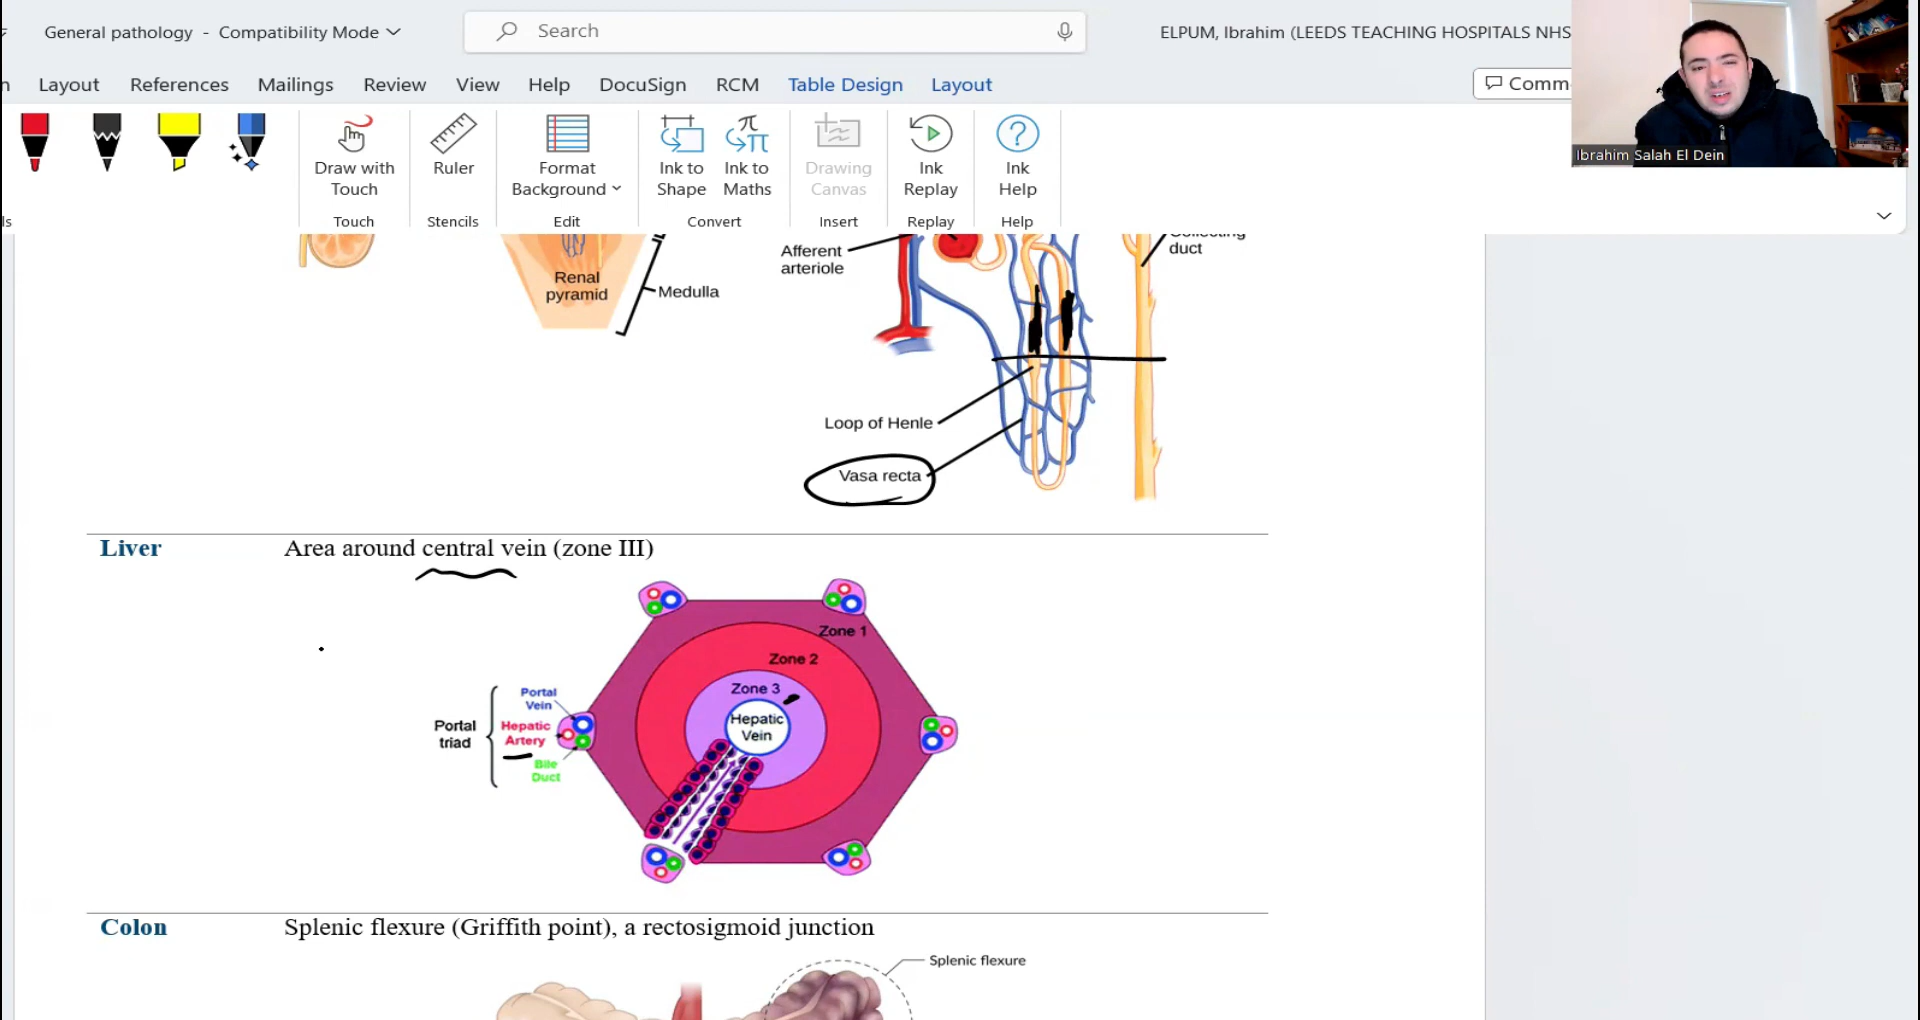 General pathology - Compatibility Mode
Search
ELPUM, Ibrahim (LEEDS TEACHING HOSPITALS NHS
Layout References Mailings Review View Help DocuSign RCM Table Design Layout
Comm
Draw with Touch
Ruler
Format Background
Ink to Shape
Ink to Maths
Drawing Canvas
Ink Replay
Ink Help
Touch
Stencils
Edit
Convert
Insert
Replay
Help
Ibrahim Salah El Dein
Renal
pyramid
Medulla
Afferent
arteriole
Collecting
duct
Loop of Henle
Vasa recta
Liver
Area around central vein (zone III)
Zone 1
Zone 2
Zone 3
Hepatic
Vein
Portal
triad
Portal
Vein
Hepatic
Artery
Bile
Duct
Colon
Splenic flexure (Griffith point), a rectosigmoid junction
Splenic flexure